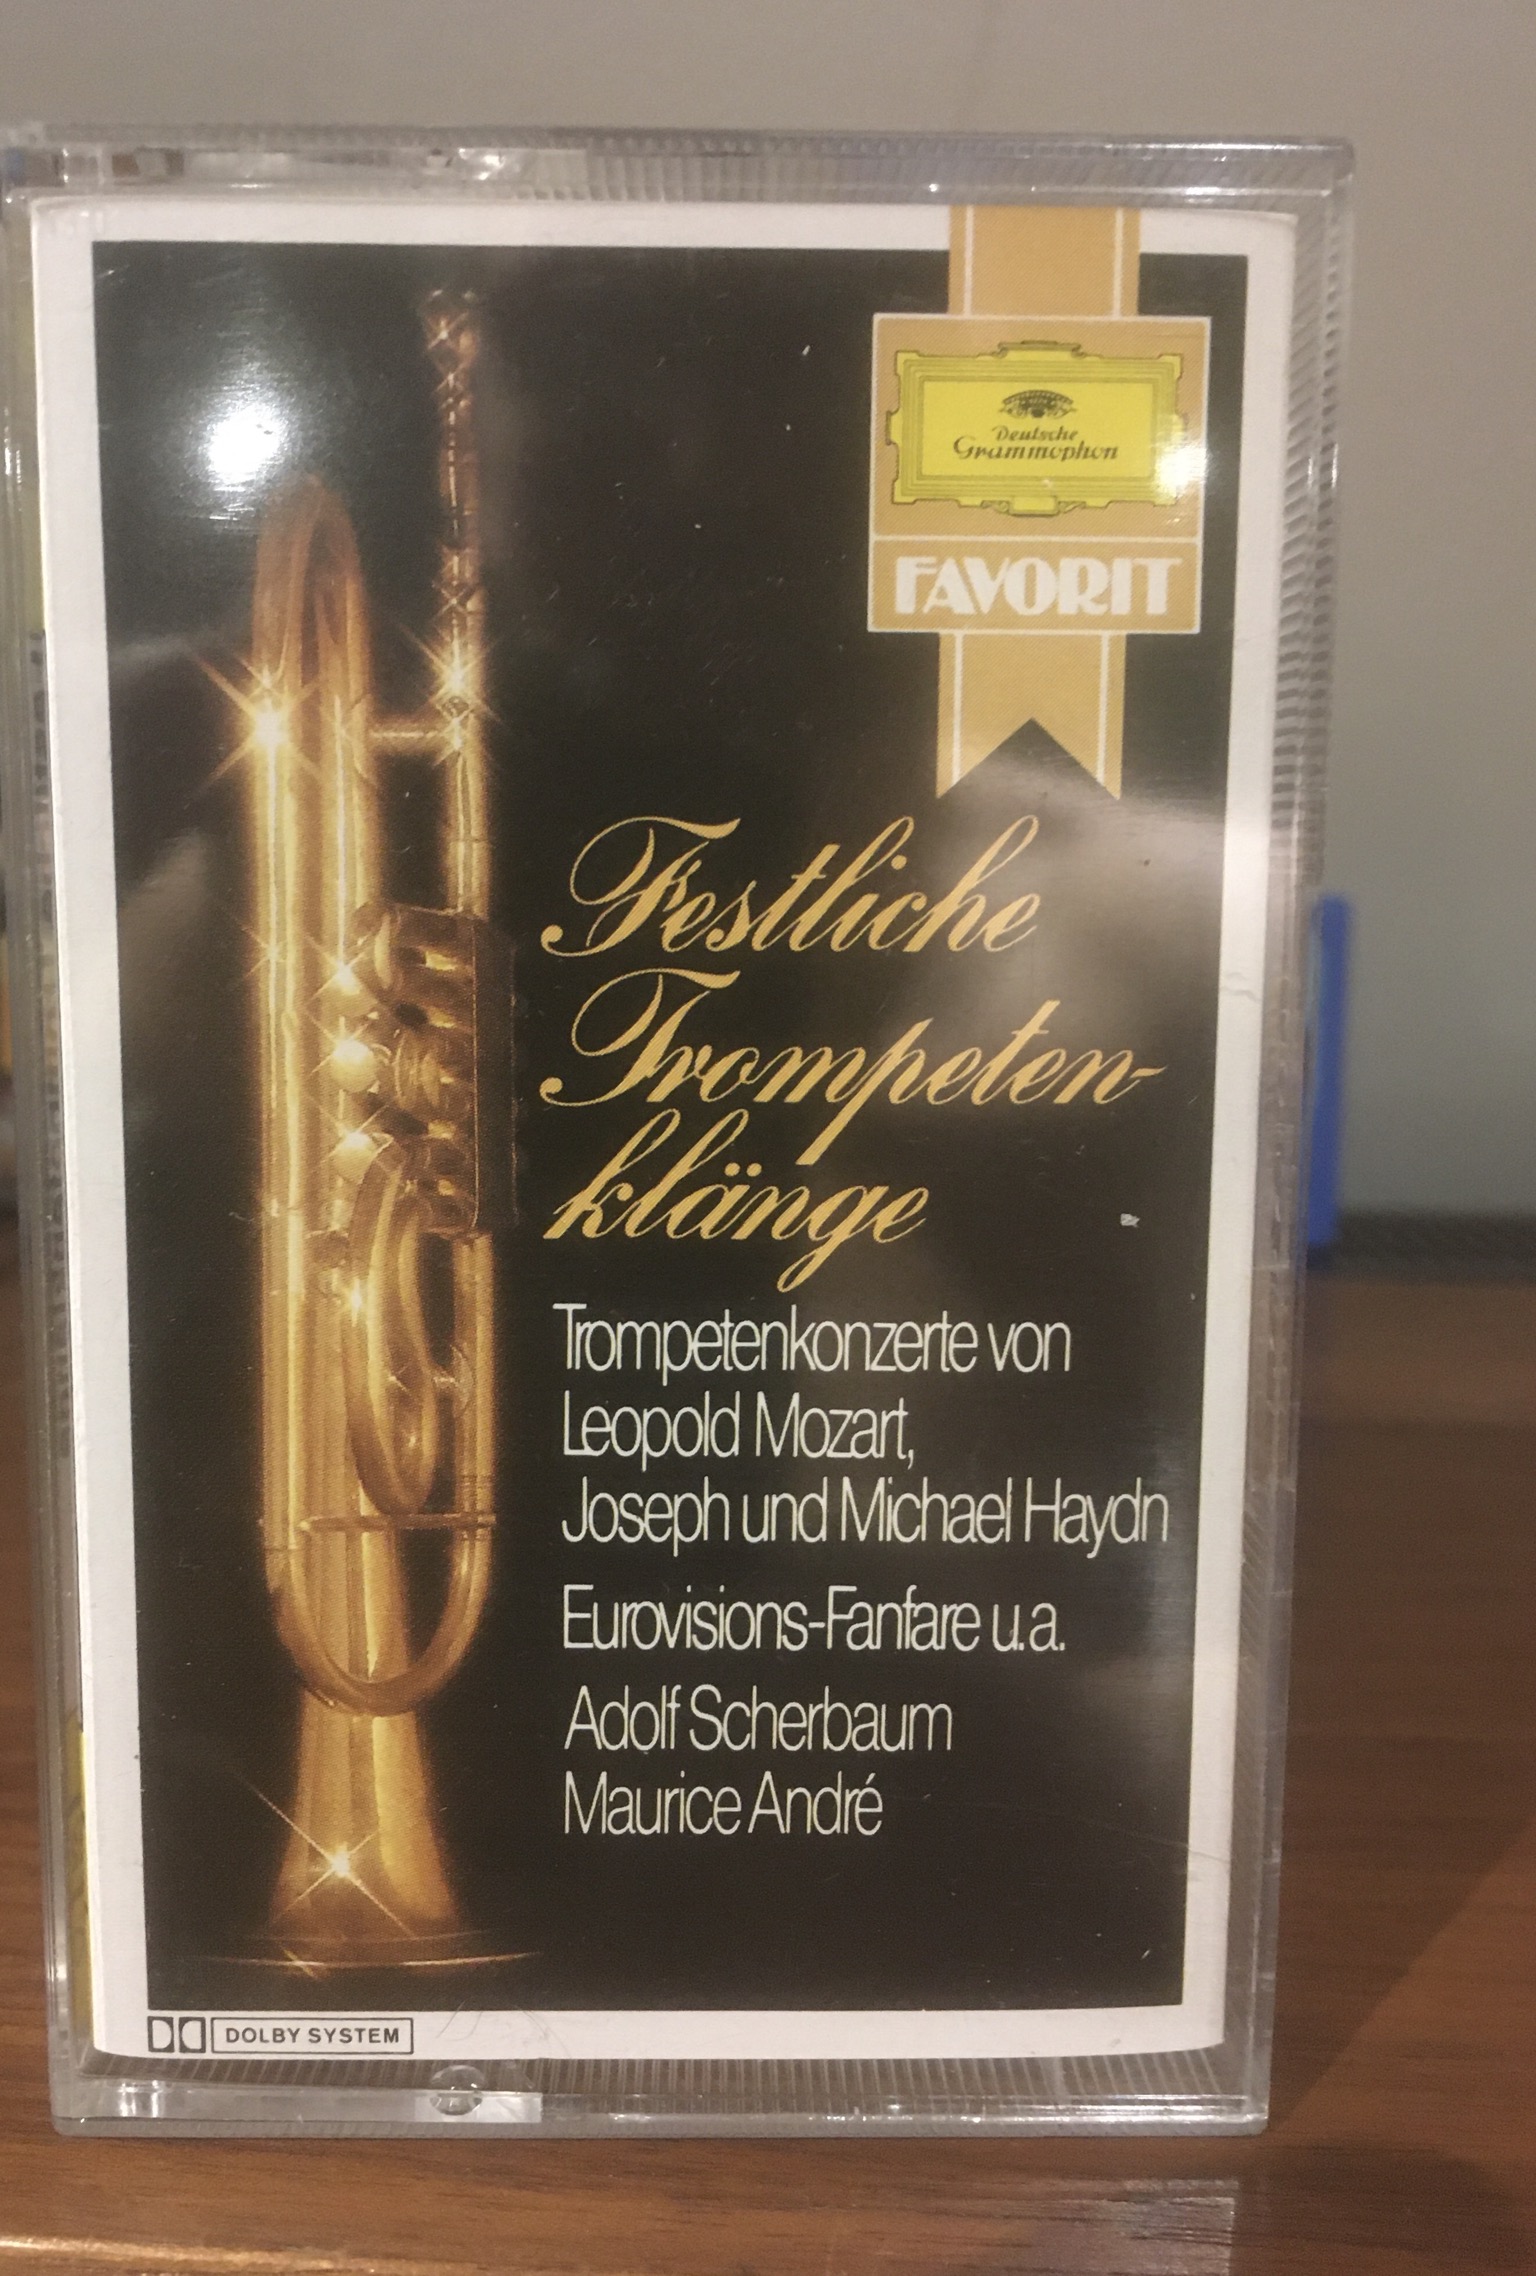 Deutsche
Grammophon
FAVORIT
Festliche
Trompeten-
klänge
Trompetenkonzerte von
Leopold Mozart,
Joseph und Michael Haydn
Eurovisions-Fanfare u.a.
Adolf Scherbaum
Maurice André
DOLBY SYSTEM